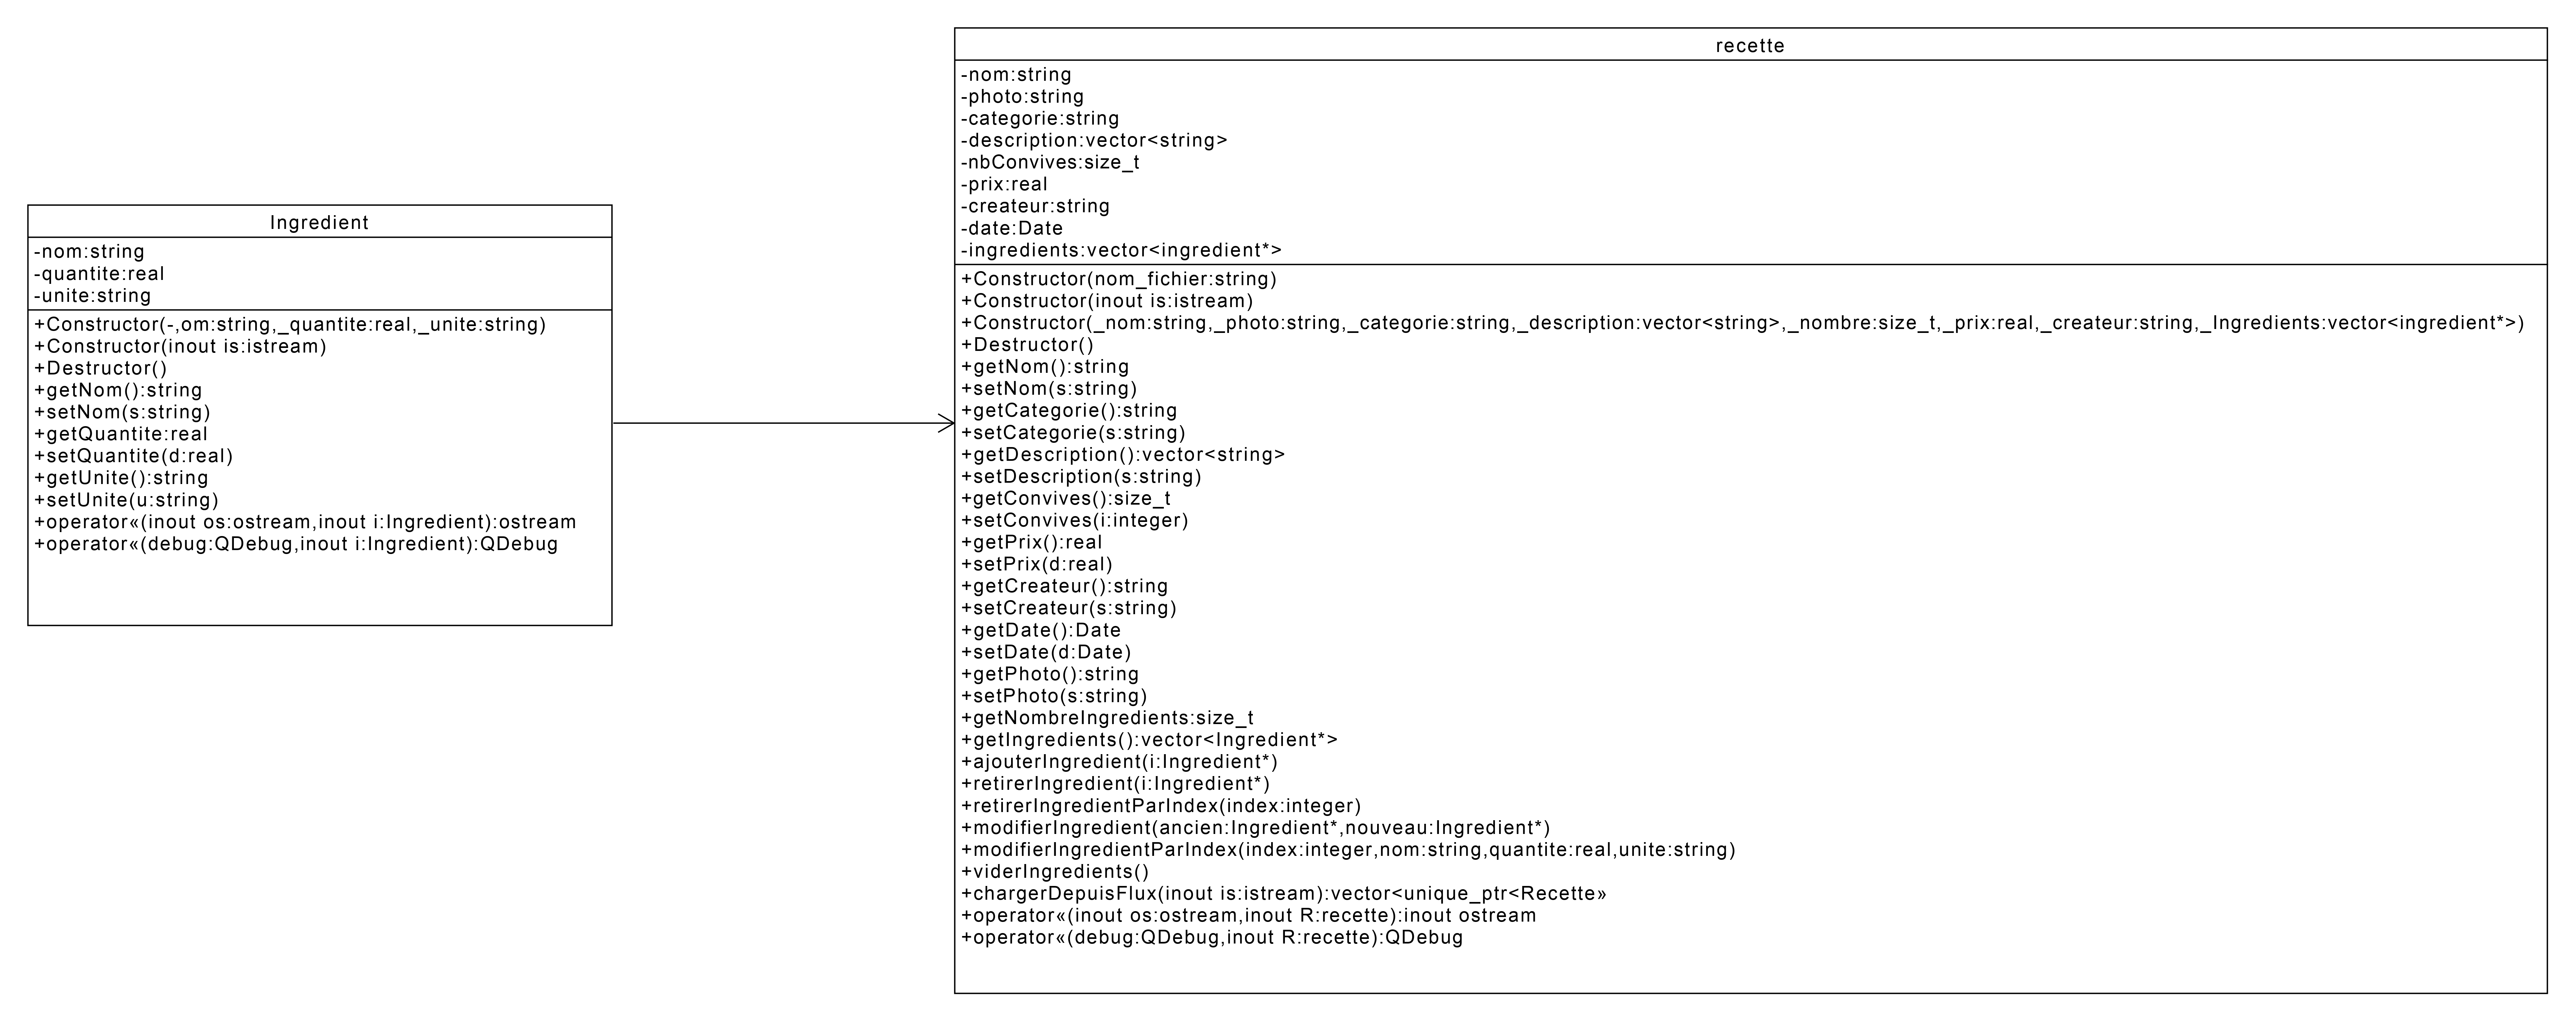 Ingredient
-nom:string
-quantite:real
-unite:string
+Constructor(-,om:string,_quantite:real,_unite:string)
+Constructor(inout is:istream)
+Destructor()
+getNom():string
+setNom(s:string)
+getQuantite:real
+setQuantite(d:real)
+getUnite():string
+setUnite(u:string)
+operator«(inout os:ostream,inout i:Ingredient):ostream
+operator«(debug:QDebug,inout i:Ingredient):QDebug
recette
-nom:string
-photo:string
-categorie:string
-description:vector<string>
-nbConvives:size_t
-prix:real
-createur:string
-date:Date
-ingredients:vector<ingredient*>
+Constructor(nom_fichier:string)
+Constructor(inout is:istream)
+Constructor(_nom:string,_photo:string,_categorie:string,_description:vector<string>,_nombre:size_t,_prix:real,_createur:string,_Ingredients:vector<ingredient*>)
+Destructor()
+getNom():string
+setNom(s:string)
+getCategorie():string
+setCategorie(s:string)
+getDescription():vector<string>
+setDescription(s:string)
+getConvives():size_t
+setConvives(i:integer)
+getPrix():real
+setPrix(d:real)
+getCreateur():string
+setCreateur(s:string)
+getDate():Date
+setDate(d:Date)
+getPhoto():string
+setPhoto(s:string)
+getNombreIngredients:size_t
+getIngredients():vector<Ingredient*>
+ajouterIngredient(i:Ingredient*)
+retirerIngredient(i:Ingredient*)
+retirerIngredientParIndex(index:integer)
+modifierIngredient(ancien:Ingredient*,nouveau:Ingredient*)
+modifierIngredientParIndex(index:integer,nom:string,quantite:real,unite:string)
+viderIngredients()
+chargerDepuisFlux(inout is:istream):vector<unique_ptr<Recette»
+operator«(inout os:ostream,inout R:recette):inout ostream
+operator«(debug:QDebug,inout R:recette):QDebug